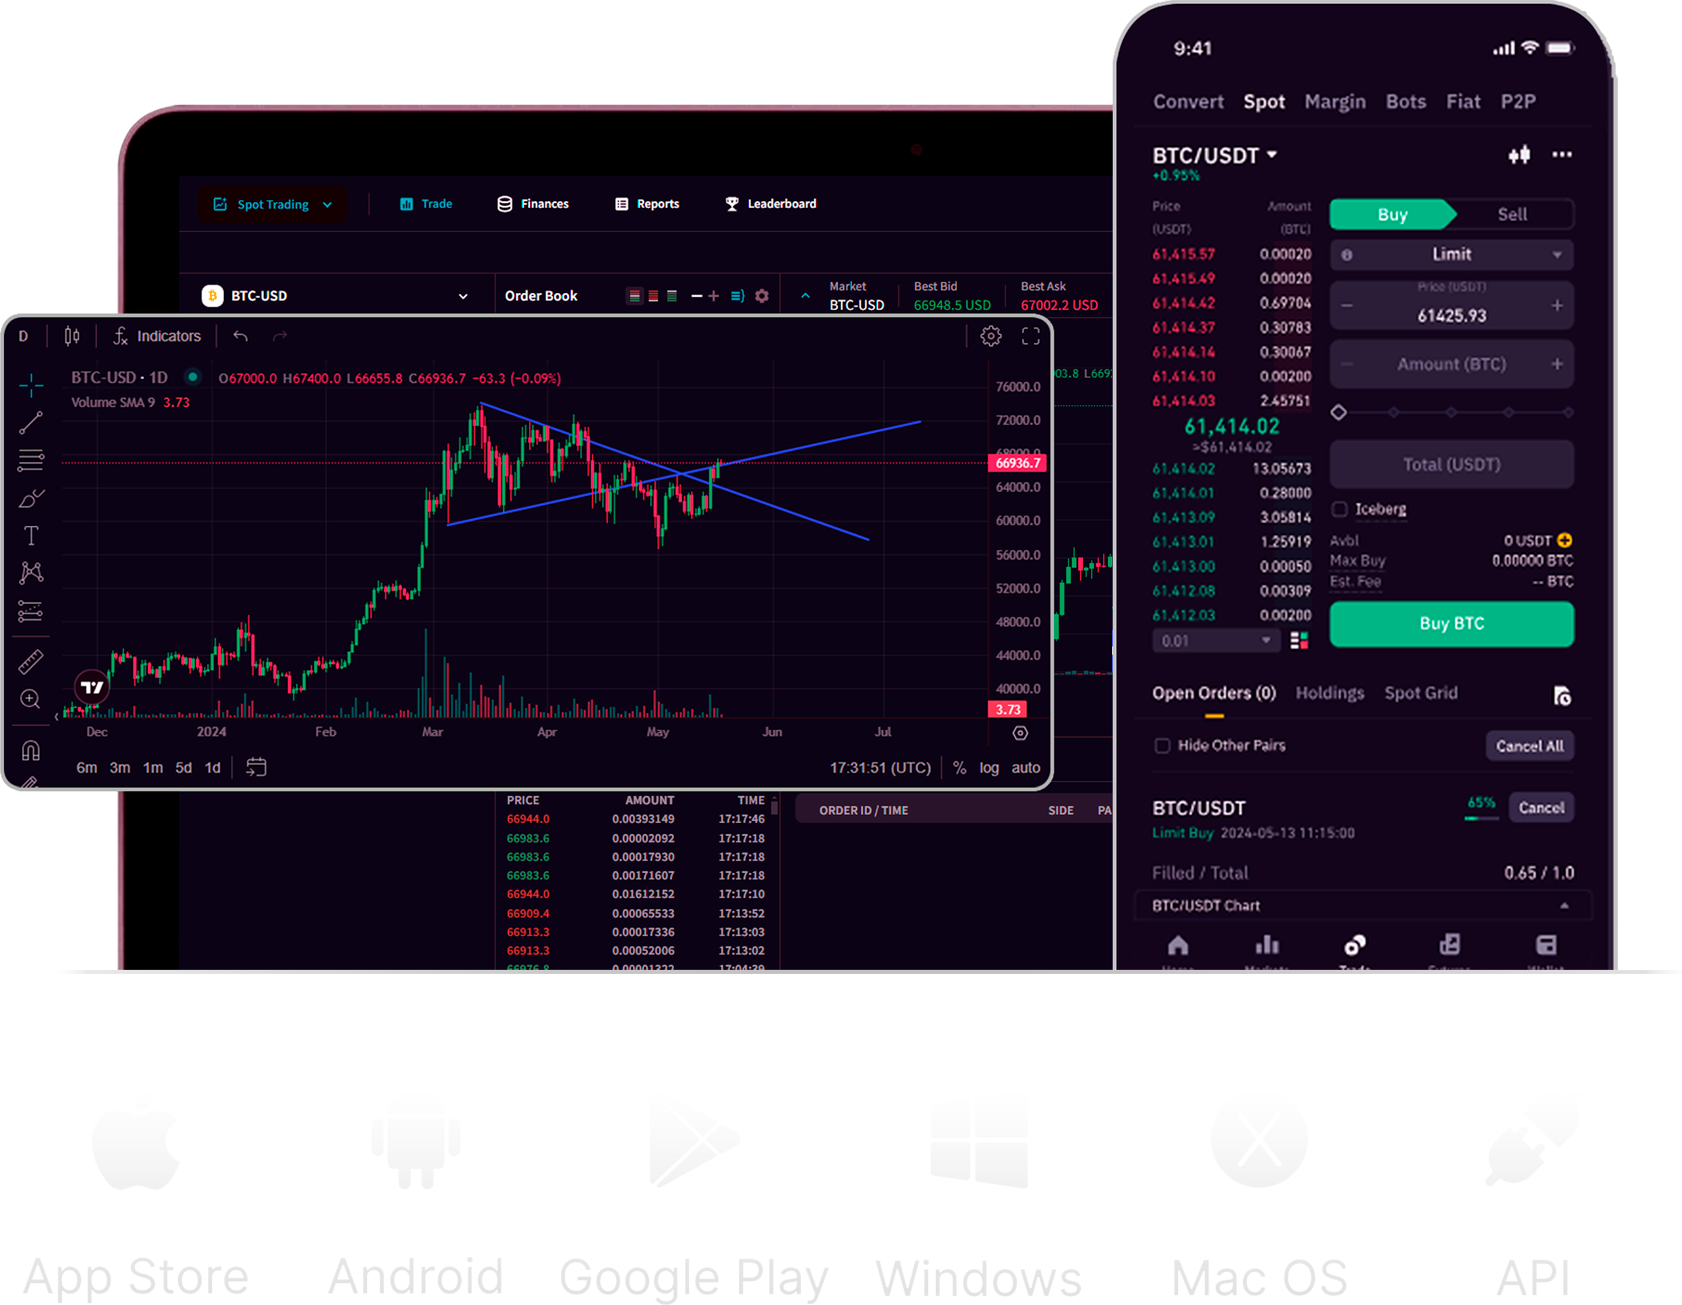 Spot Trading
Trade
Finances
Reports
Leaderboard
BTC-USD
Order Book
Market
BTC-USD
Best Bid
66948.5 USD
Best Ask
67002.2 USD
D
Indicators
BTC-USD · 1D
O67000.0 H67400.0 L66655.8 C66936.7 −63.3 (−0.09%)
Volume SMA 9 3.73
76000.0
72000.0
66936.7
64000.0
60000.0
56000.0
52000.0
48000.0
44000.0
40000.0
3.73
Dec 2024 Feb Mar Apr May Jun Jul
6m 3m 1m 5d 1d
17:31:51 (UTC) % log auto
PRICE AMOUNT TIME
66944.0 0.00393149 17:17:46
66983.6 0.00002092 17:17:18
66983.6 0.00017930 17:17:18
66983.6 0.00171607 17:17:18
66944.0 0.01612152 17:17:10
66909.4 0.00065533 17:13:52
66913.3 0.00017336 17:13:03
66913.3 0.00052006 17:13:02
66976.8 0.00001322 17:04:39
ORDER ID / TIME SIDE PA
9:41
Convert Spot Margin Bots Fiat P2P
BTC/USDT
+0.95%
Price Amount
(USDT) (BTC)
61,415.57 0.00020
61,415.49 0.00020
61,414.42 0.69704
61,414.37 0.30783
61,414.14 0.30067
61,414.10 0.00200
61,414.03 2.45751
61,414.02
≈$61,414.02
61,414.02 13.05673
61,414.01 0.28000
61,413.09 3.05814
61,413.01 1.25919
61,413.00 0.00050
61,412.08 0.00309
61,412.03 0.00200
0.01
Buy Sell
Limit
Price (USDT)
61425.93
Amount (BTC)
Total (USDT)
Iceberg
Avbl 0 USDT
Max Buy 0.00000 BTC
Est. Fee -- BTC
Buy BTC
Open Orders (0) Holdings Spot Grid
Hide Other Pairs
Cancel All
BTC/USDT
65%
Cancel
Limit Buy 2024-05-13 11:15:00
Filled / Total 0.65 / 1.0
BTC/USDT Chart
App Store
Android
Google Play
Windows
Mac OS
API